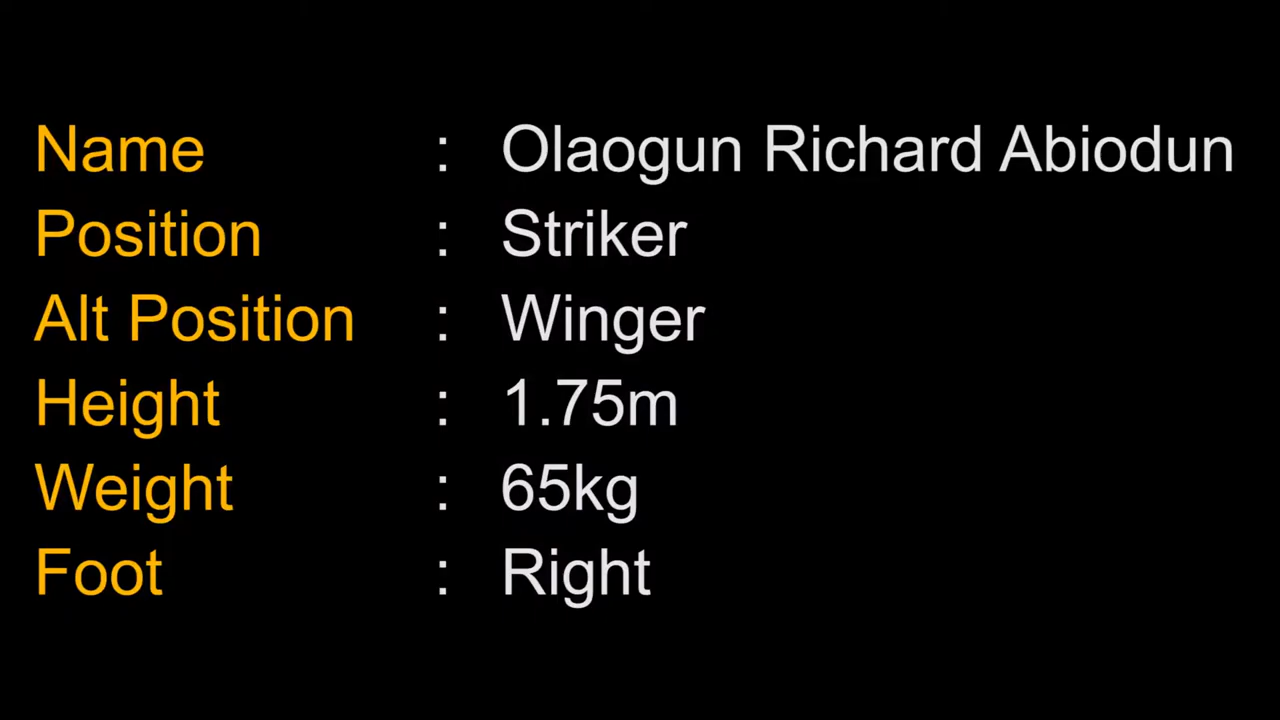 Name : Olaogun Richard Abiodun
Position : Striker
Alt Position : Winger
Height : 1.75m
Weight : 65kg
Foot : Right